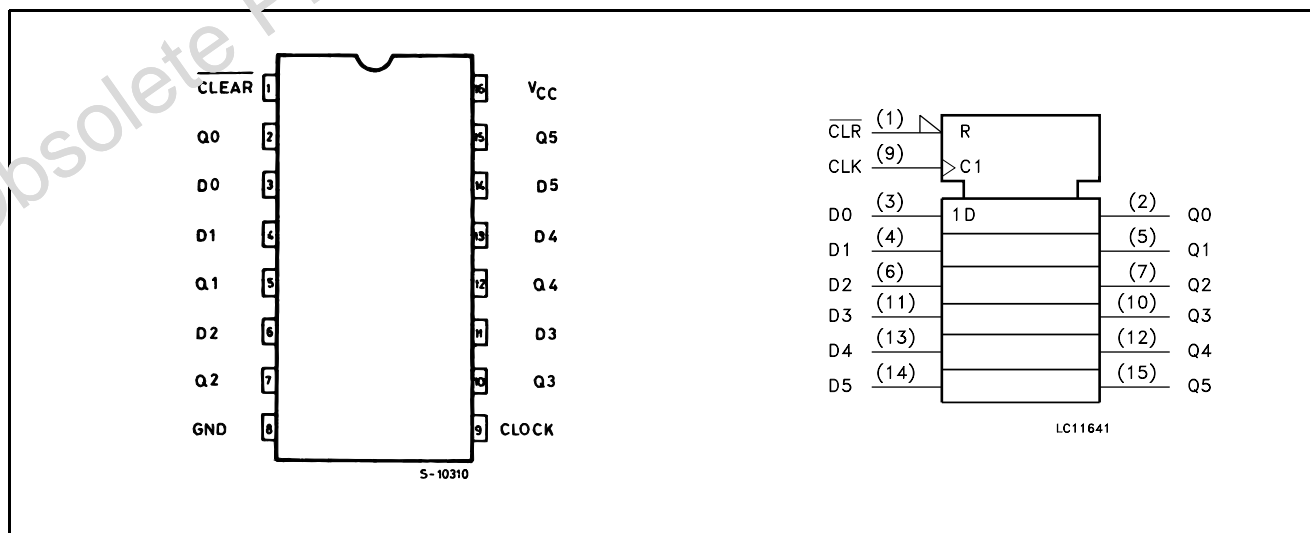 obsolete P
CLEAR 1 16 VCC
Q0 2 15 Q5
D0 3 14 D5
D1 4 13 D4
Q1 5 12 Q4
D2 6 11 D3
Q2 7 10 Q3
GND 8 9 CLOCK
S-10310
CLR (1) R
CLK (9) C1
D0 (3) 1D (2) Q0
D1 (4) (5) Q1
D2 (6) (7) Q2
D3 (11) (10) Q3
D4 (13) (12) Q4
D5 (14) (15) Q5
LC11641